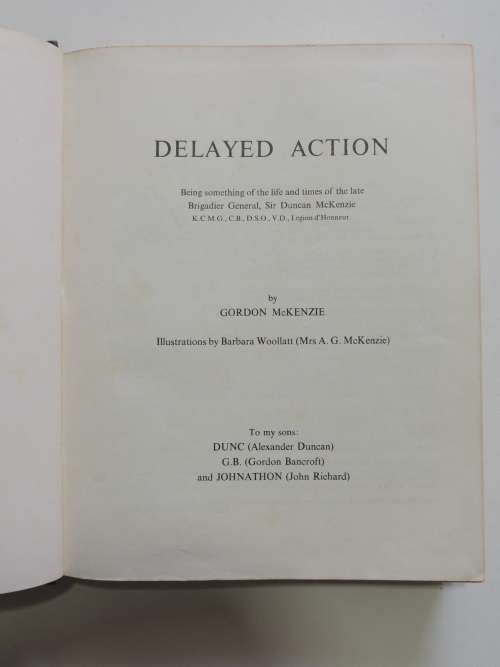 DELAYED ACTION
Being something of the life and times of the late
Brigadier General, Sir Duncan McKenzie
K.C.M.G., C.B., D.S.O., V.D., Legion d'Honneur
by
GORDON McKENZIE
Illustrations by Barbara Woollatt (Mrs A. G. McKenzie)
To my sons:
DUNC (Alexander Duncan)
G.B. (Gordon Bancroft)
and JOHNATHON (John Richard)